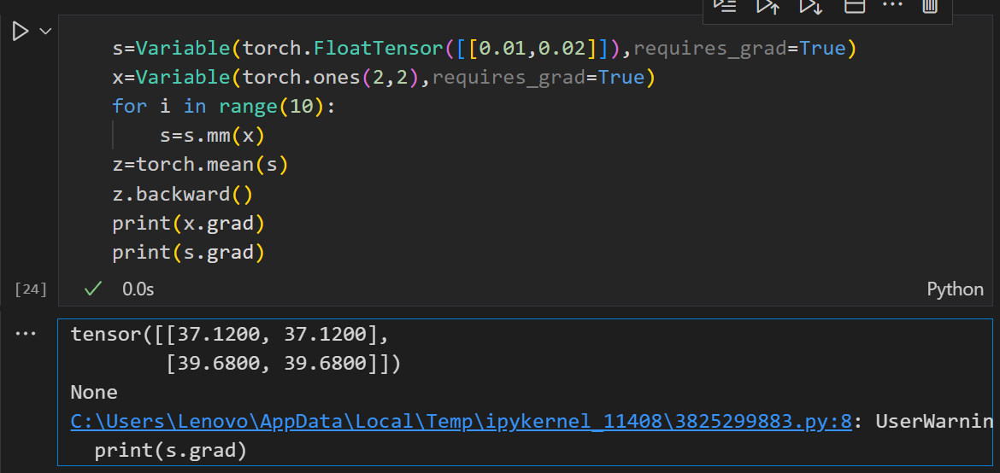 s=Variable(torch.FloatTensor([[0.01,0.02]]),requires_grad=True)
x=Variable(torch.ones(2,2),requires_grad=True)
for i in range(10):
    s=s.mm(x)
z=torch.mean(s)
z.backward()
print(x.grad)
print(s.grad)
[24] 0.0s Python
tensor([[37.1200, 37.1200],
        [39.6800, 39.6800]])
None
C:\Users\Lenovo\AppData\Local\Temp\ipykernel_11408\3825299883.py:8: UserWarnin
  print(s.grad)